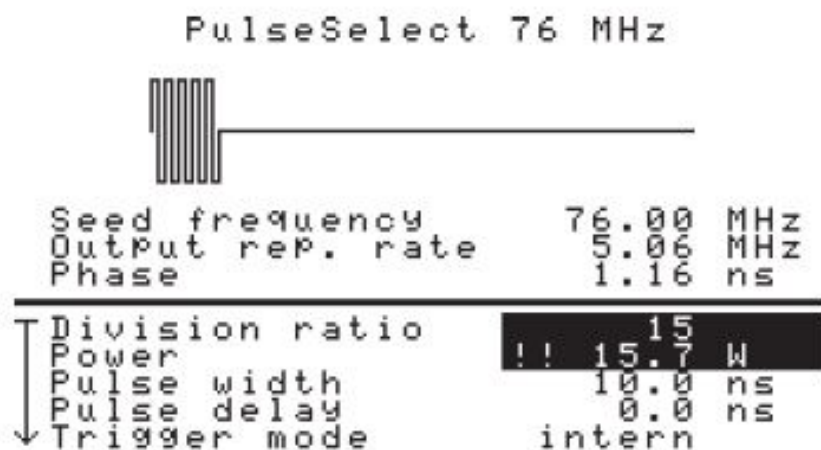 PulseSelect 76 MHz
Seed frequency 76.00 MHz
Output rep. rate 5.06 MHz
Phase 1.16 ns
Division ratio 15
Power !! 15.7 W
Pulse width 10.0 ns
Pulse delay 0.0 ns
Trigger mode intern